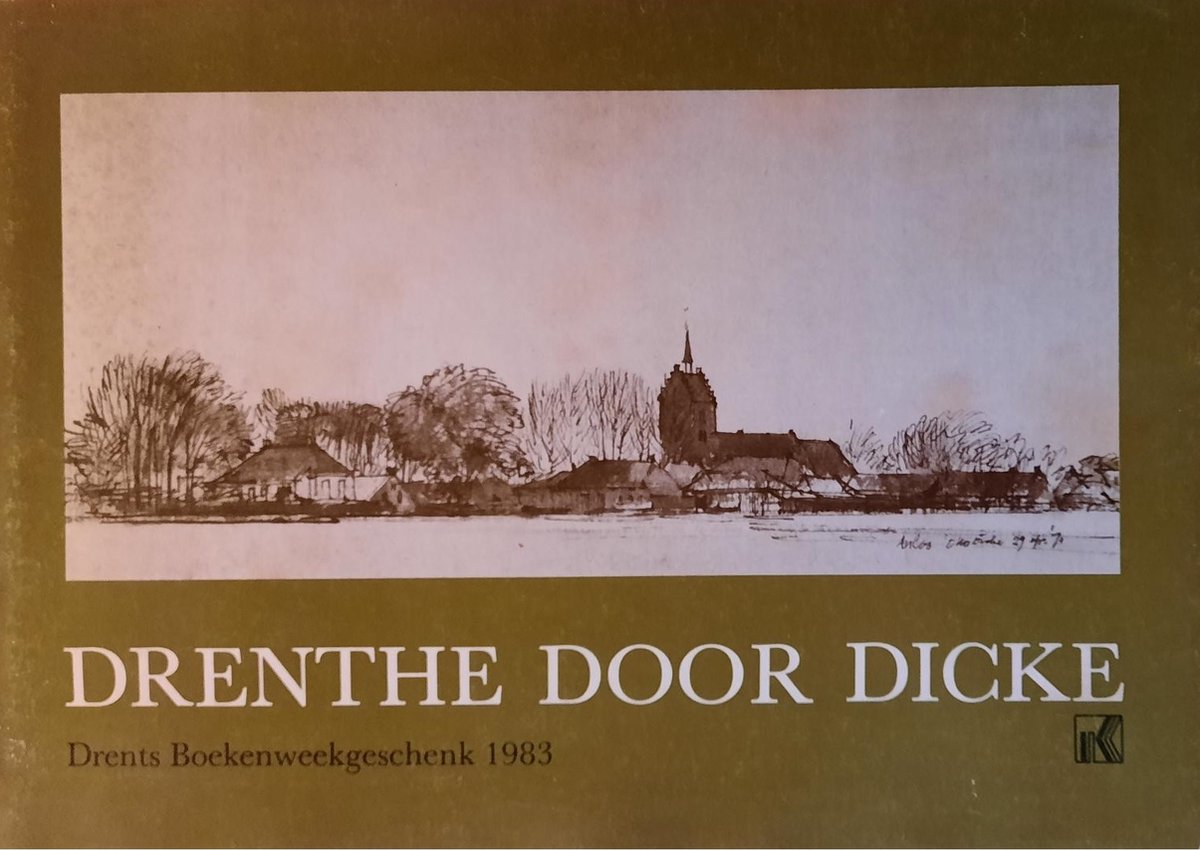 DRENTHE DOOR DICKE
Drents Boekenweekgeschenk 1983